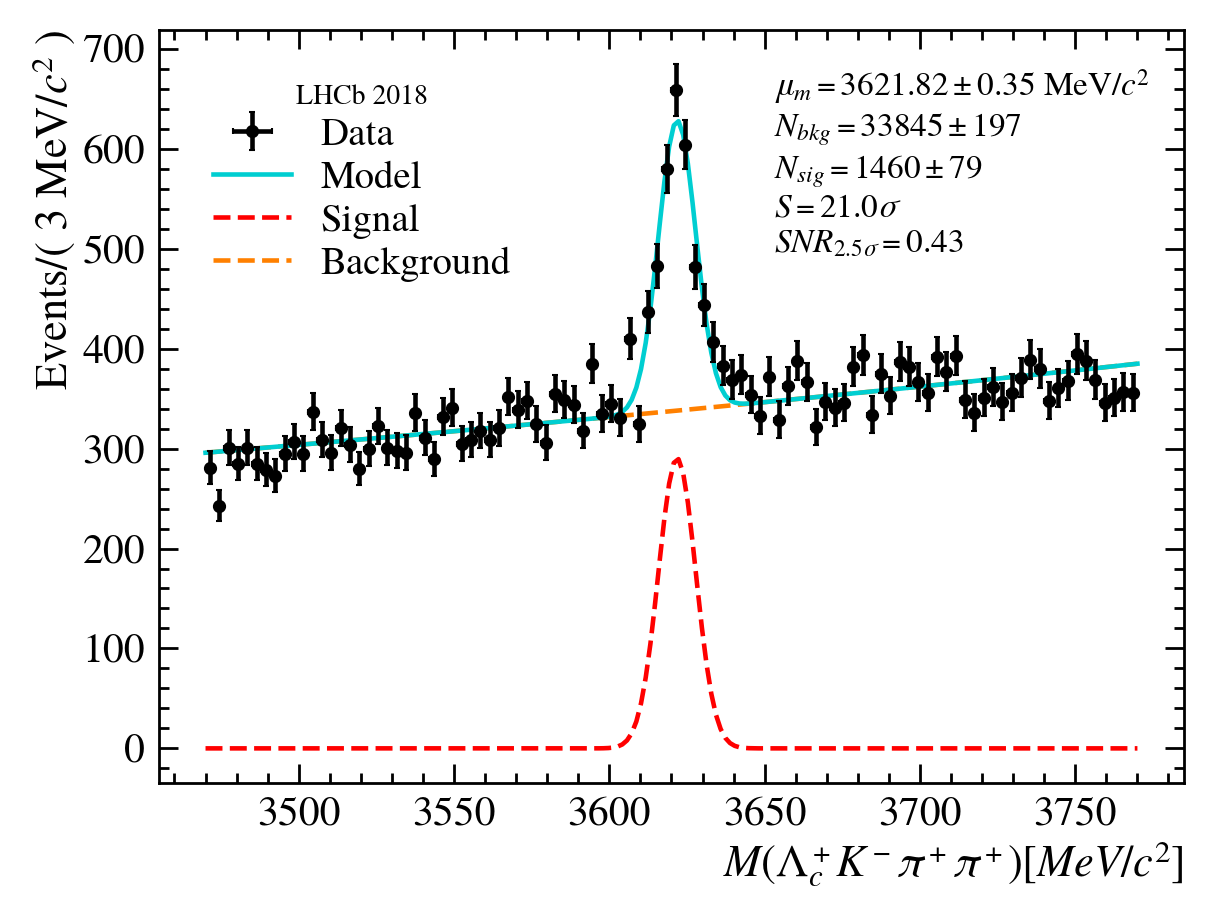 Events/( 3 MeV/c² )
700
600
500
400
300
200
100
0
LHCb 2018
Data
Model
Signal
Background
μ_m = 3621.82 ± 0.35 MeV/c²
N_bkg = 33845 ± 197
N_sig = 1460 ± 79
S = 21.0σ
SNR_2.5σ = 0.43
3500 3550 3600 3650 3700 3750
M(Λ_c⁺K⁻π⁺π⁺)[MeV/c²]